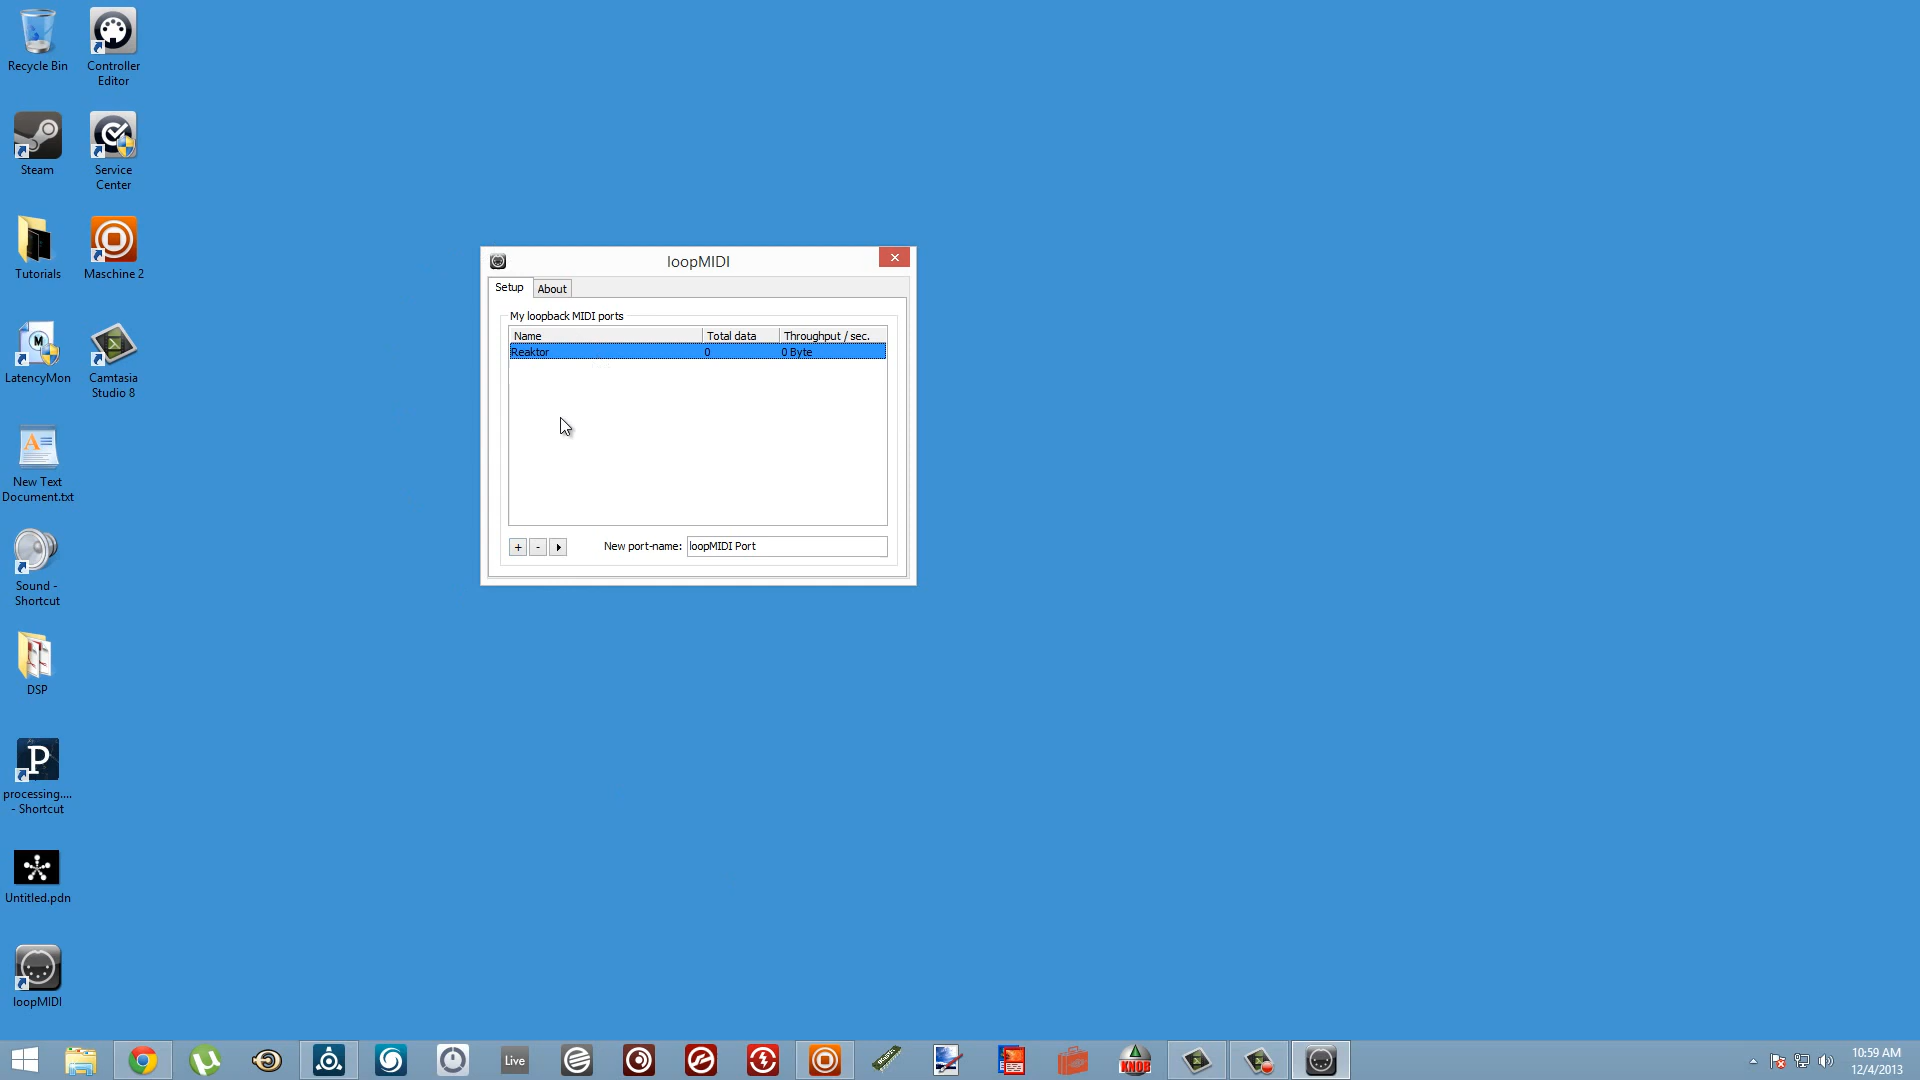 Recycle Bin
Controller
Editor
Steam
Service
Center
Tutorials
Maschine 2
LatencyMon
Camtasia
Studio 8
New Text
Document.txt
Sound -
Shortcut
DSP
P
processing....
- Shortcut
Untitled.pdn
loopMIDI
loopMIDI
Setup
About
My loopback MIDI ports
Name Total data Throughput / sec.
Reaktor 0 0 Byte
+ - New port-name: loopMIDI Port
Live
KNOB
10:59 AM
12/4/2013